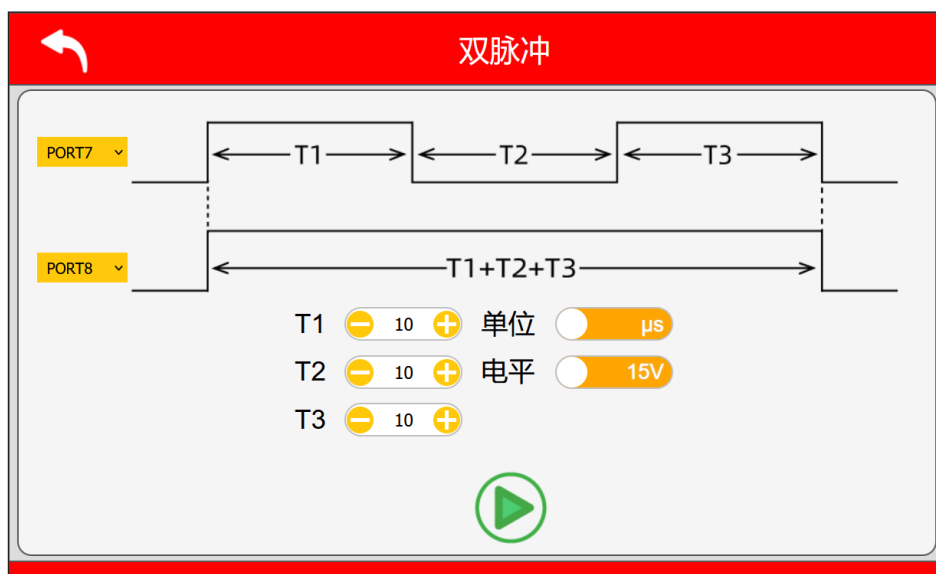 双脉冲
PORT7
T1 T2 T3
PORT8
T1+T2+T3
T1 10 单位 μs
T2 10 电平 15V
T3 10